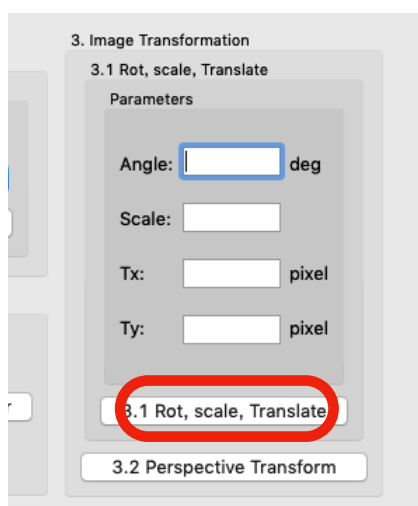 3. Image Transformation
3.1 Rot, scale, Translate
Parameters
Angle: deg
Scale:
Tx: pixel
Ty: pixel
3.1 Rot, scale, Translate
3.2 Perspective Transform